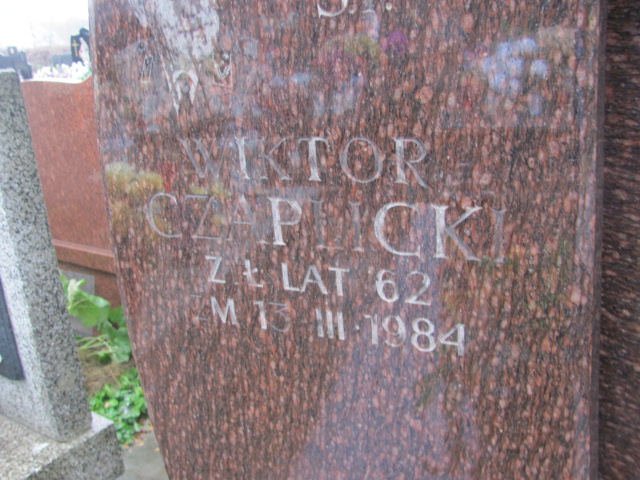 Ś.P.
WIKTOR
CZAPLICKI
Ż.Ł LAT 62
ZM 13 III 1984